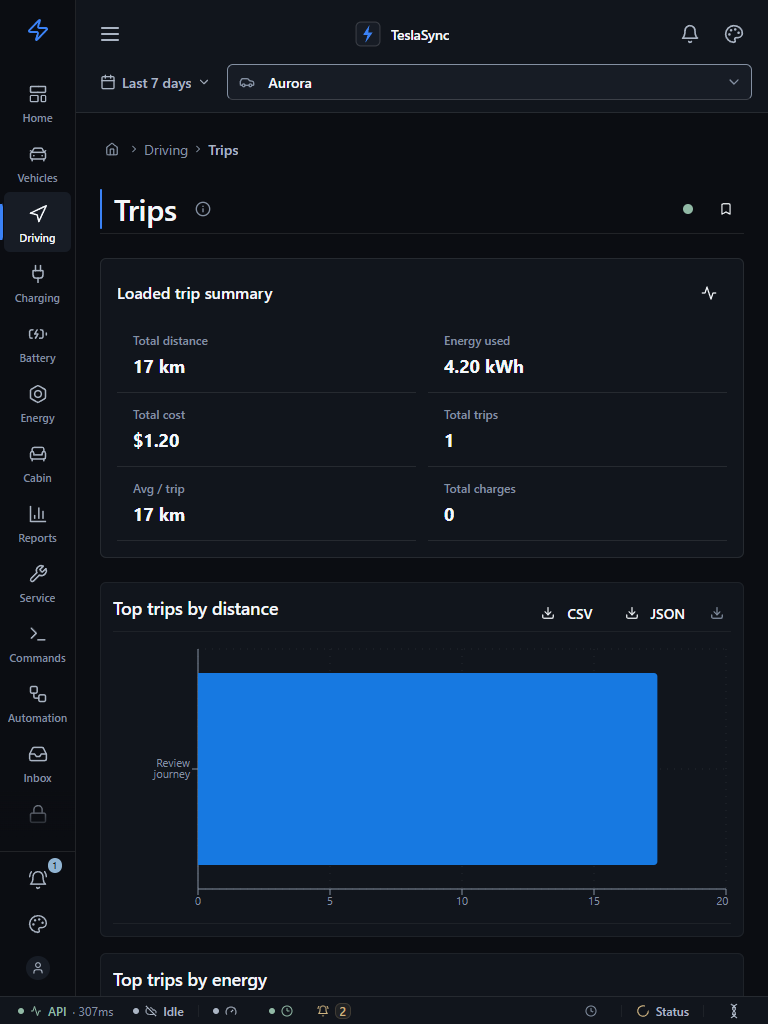 TeslaSync
Last 7 days
Aurora
Home
Vehicles
Driving
Charging
Battery
Energy
Cabin
Reports
Service
Commands
Automation
Inbox
1
Driving
Trips
Trips
Loaded trip summary
Total distance
17 km
Energy used
4.20 kWh
Total cost
$1.20
Total trips
1
Avg / trip
17 km
Total charges
0
Top trips by distance
CSV
JSON
Review
journey
0
5
10
15
20
Top trips by energy
API · 307ms
Idle
2
Status